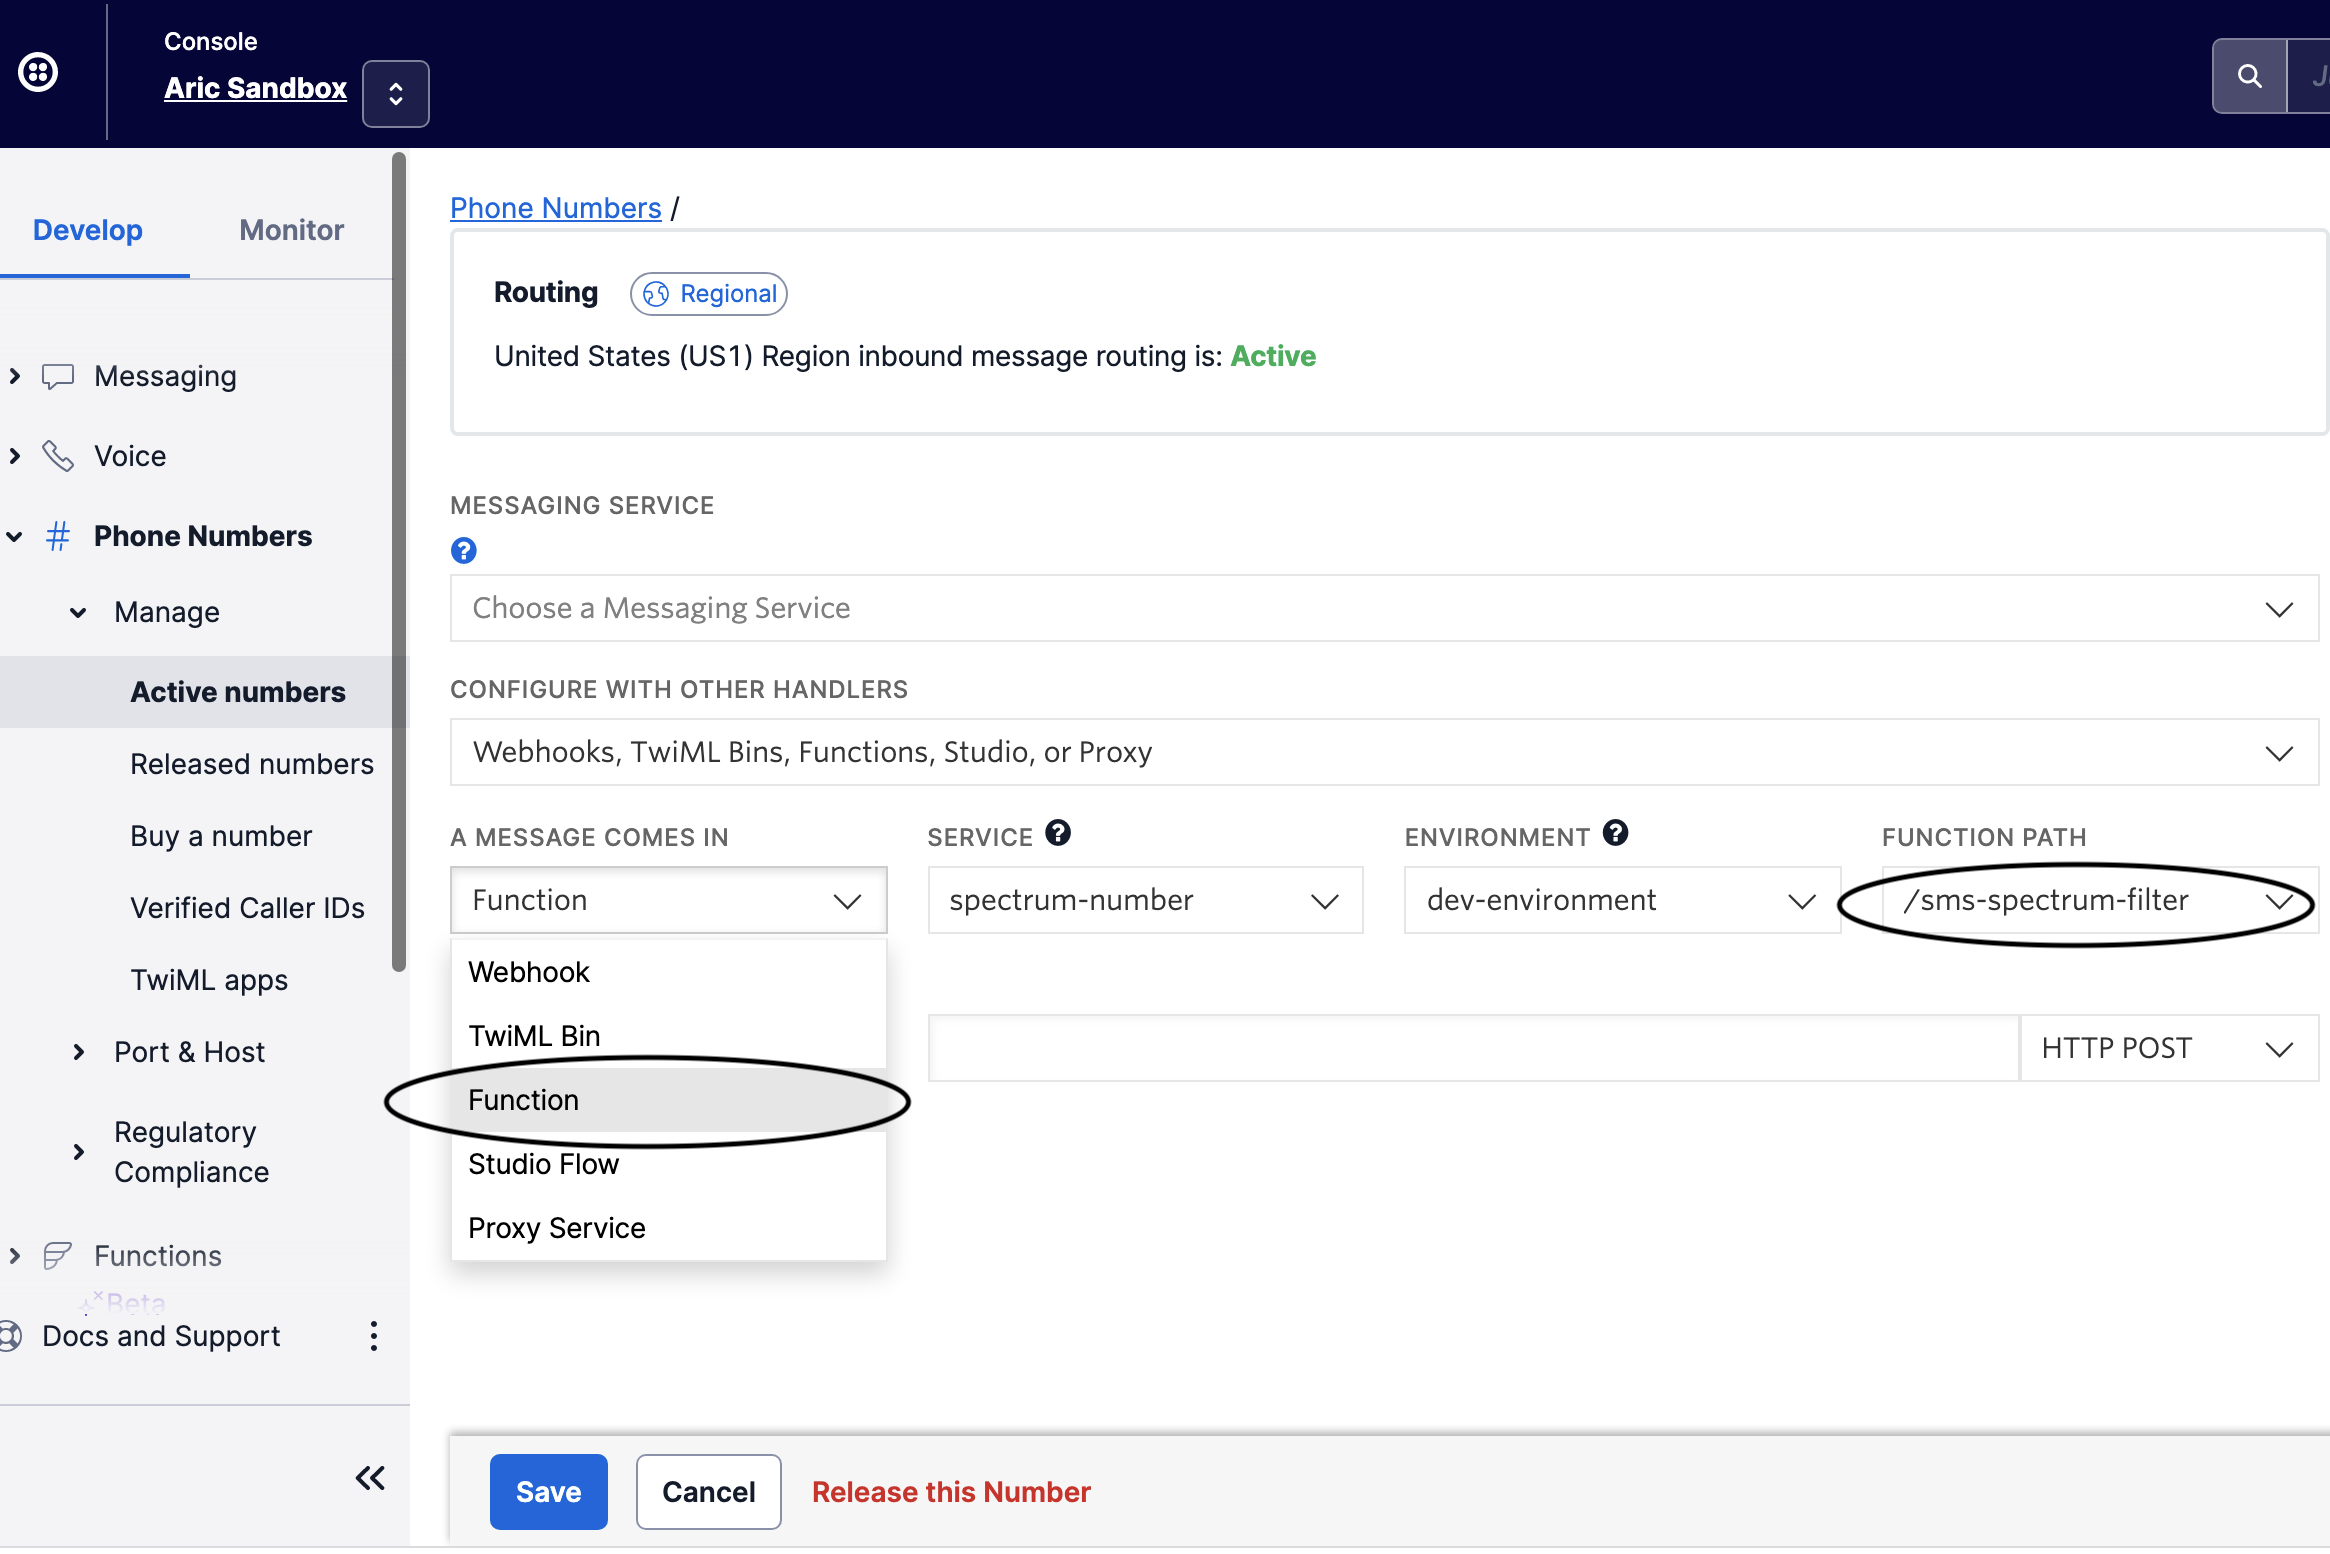 Console
Aric Sandbox
Develop
Monitor
Messaging
Voice
Phone Numbers
Manage
Active numbers
Released numbers
Buy a number
Verified Caller IDs
TwiML apps
Port & Host
Regulatory
Compliance
Functions
Beta
Docs and Support
Phone Numbers /
Routing
Regional
United States (US1) Region inbound message routing is: Active
MESSAGING SERVICE
Choose a Messaging Service
CONFIGURE WITH OTHER HANDLERS
Webhooks, TwiML Bins, Functions, Studio, or Proxy
A MESSAGE COMES IN
SERVICE
ENVIRONMENT
FUNCTION PATH
Function
spectrum-number
dev-environment
/sms-spectrum-filter
Webhook
TwiML Bin
Function
Studio Flow
Proxy Service
HTTP POST
Save
Cancel
Release this Number